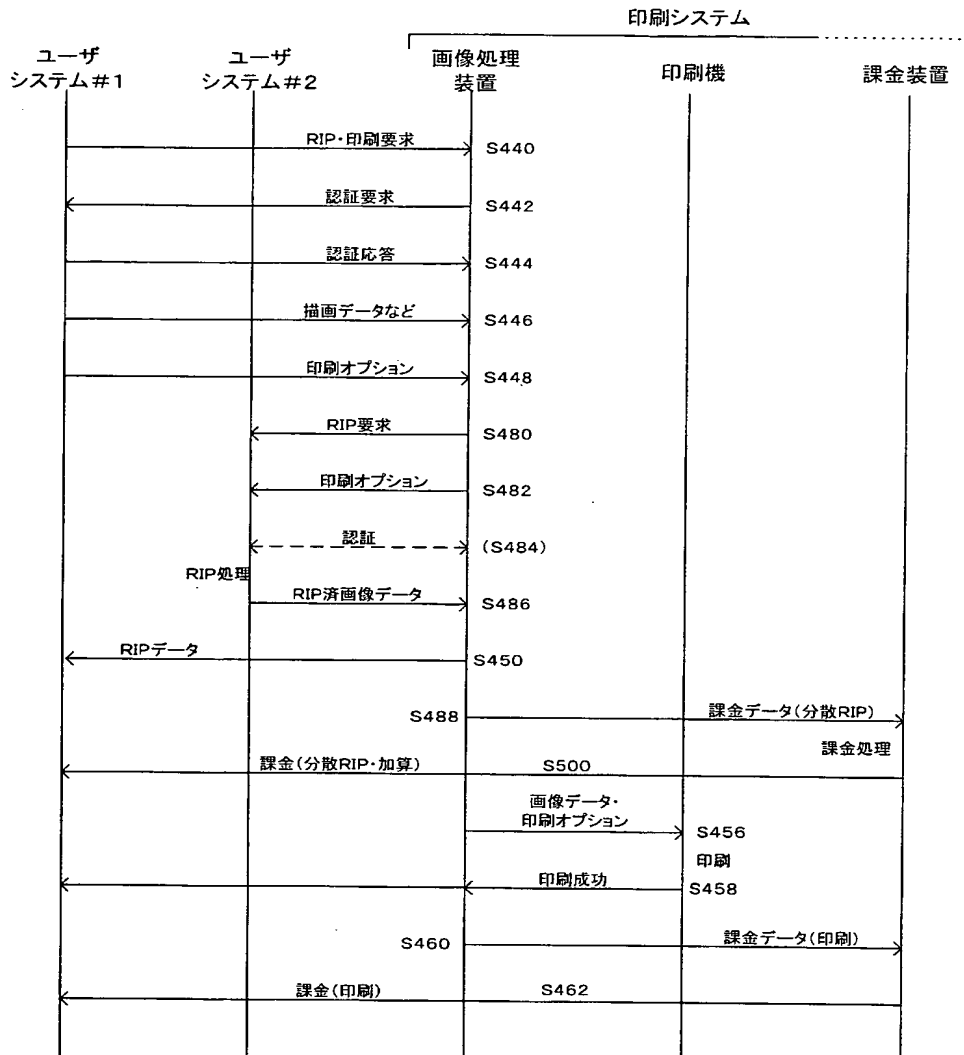 印刷システム
ユーザ
システム#1
ユーザ
システム#2
画像処理
装置
印刷機
課金装置
RIP・印刷要求
S440
認証要求
S442
認証応答
S444
描画データなど
S446
印刷オプション
S448
RIP要求
S480
印刷オプション
S482
認証
(S484)
RIP処理
RIP済画像データ
S486
RIPデータ
S450
S488
課金データ(分散RIP)
課金処理
課金(分散RIP・加算)
S500
画像データ・
印刷オプション
S456
印刷
印刷成功
S458
S460
課金データ(印刷)
課金(印刷)
S462